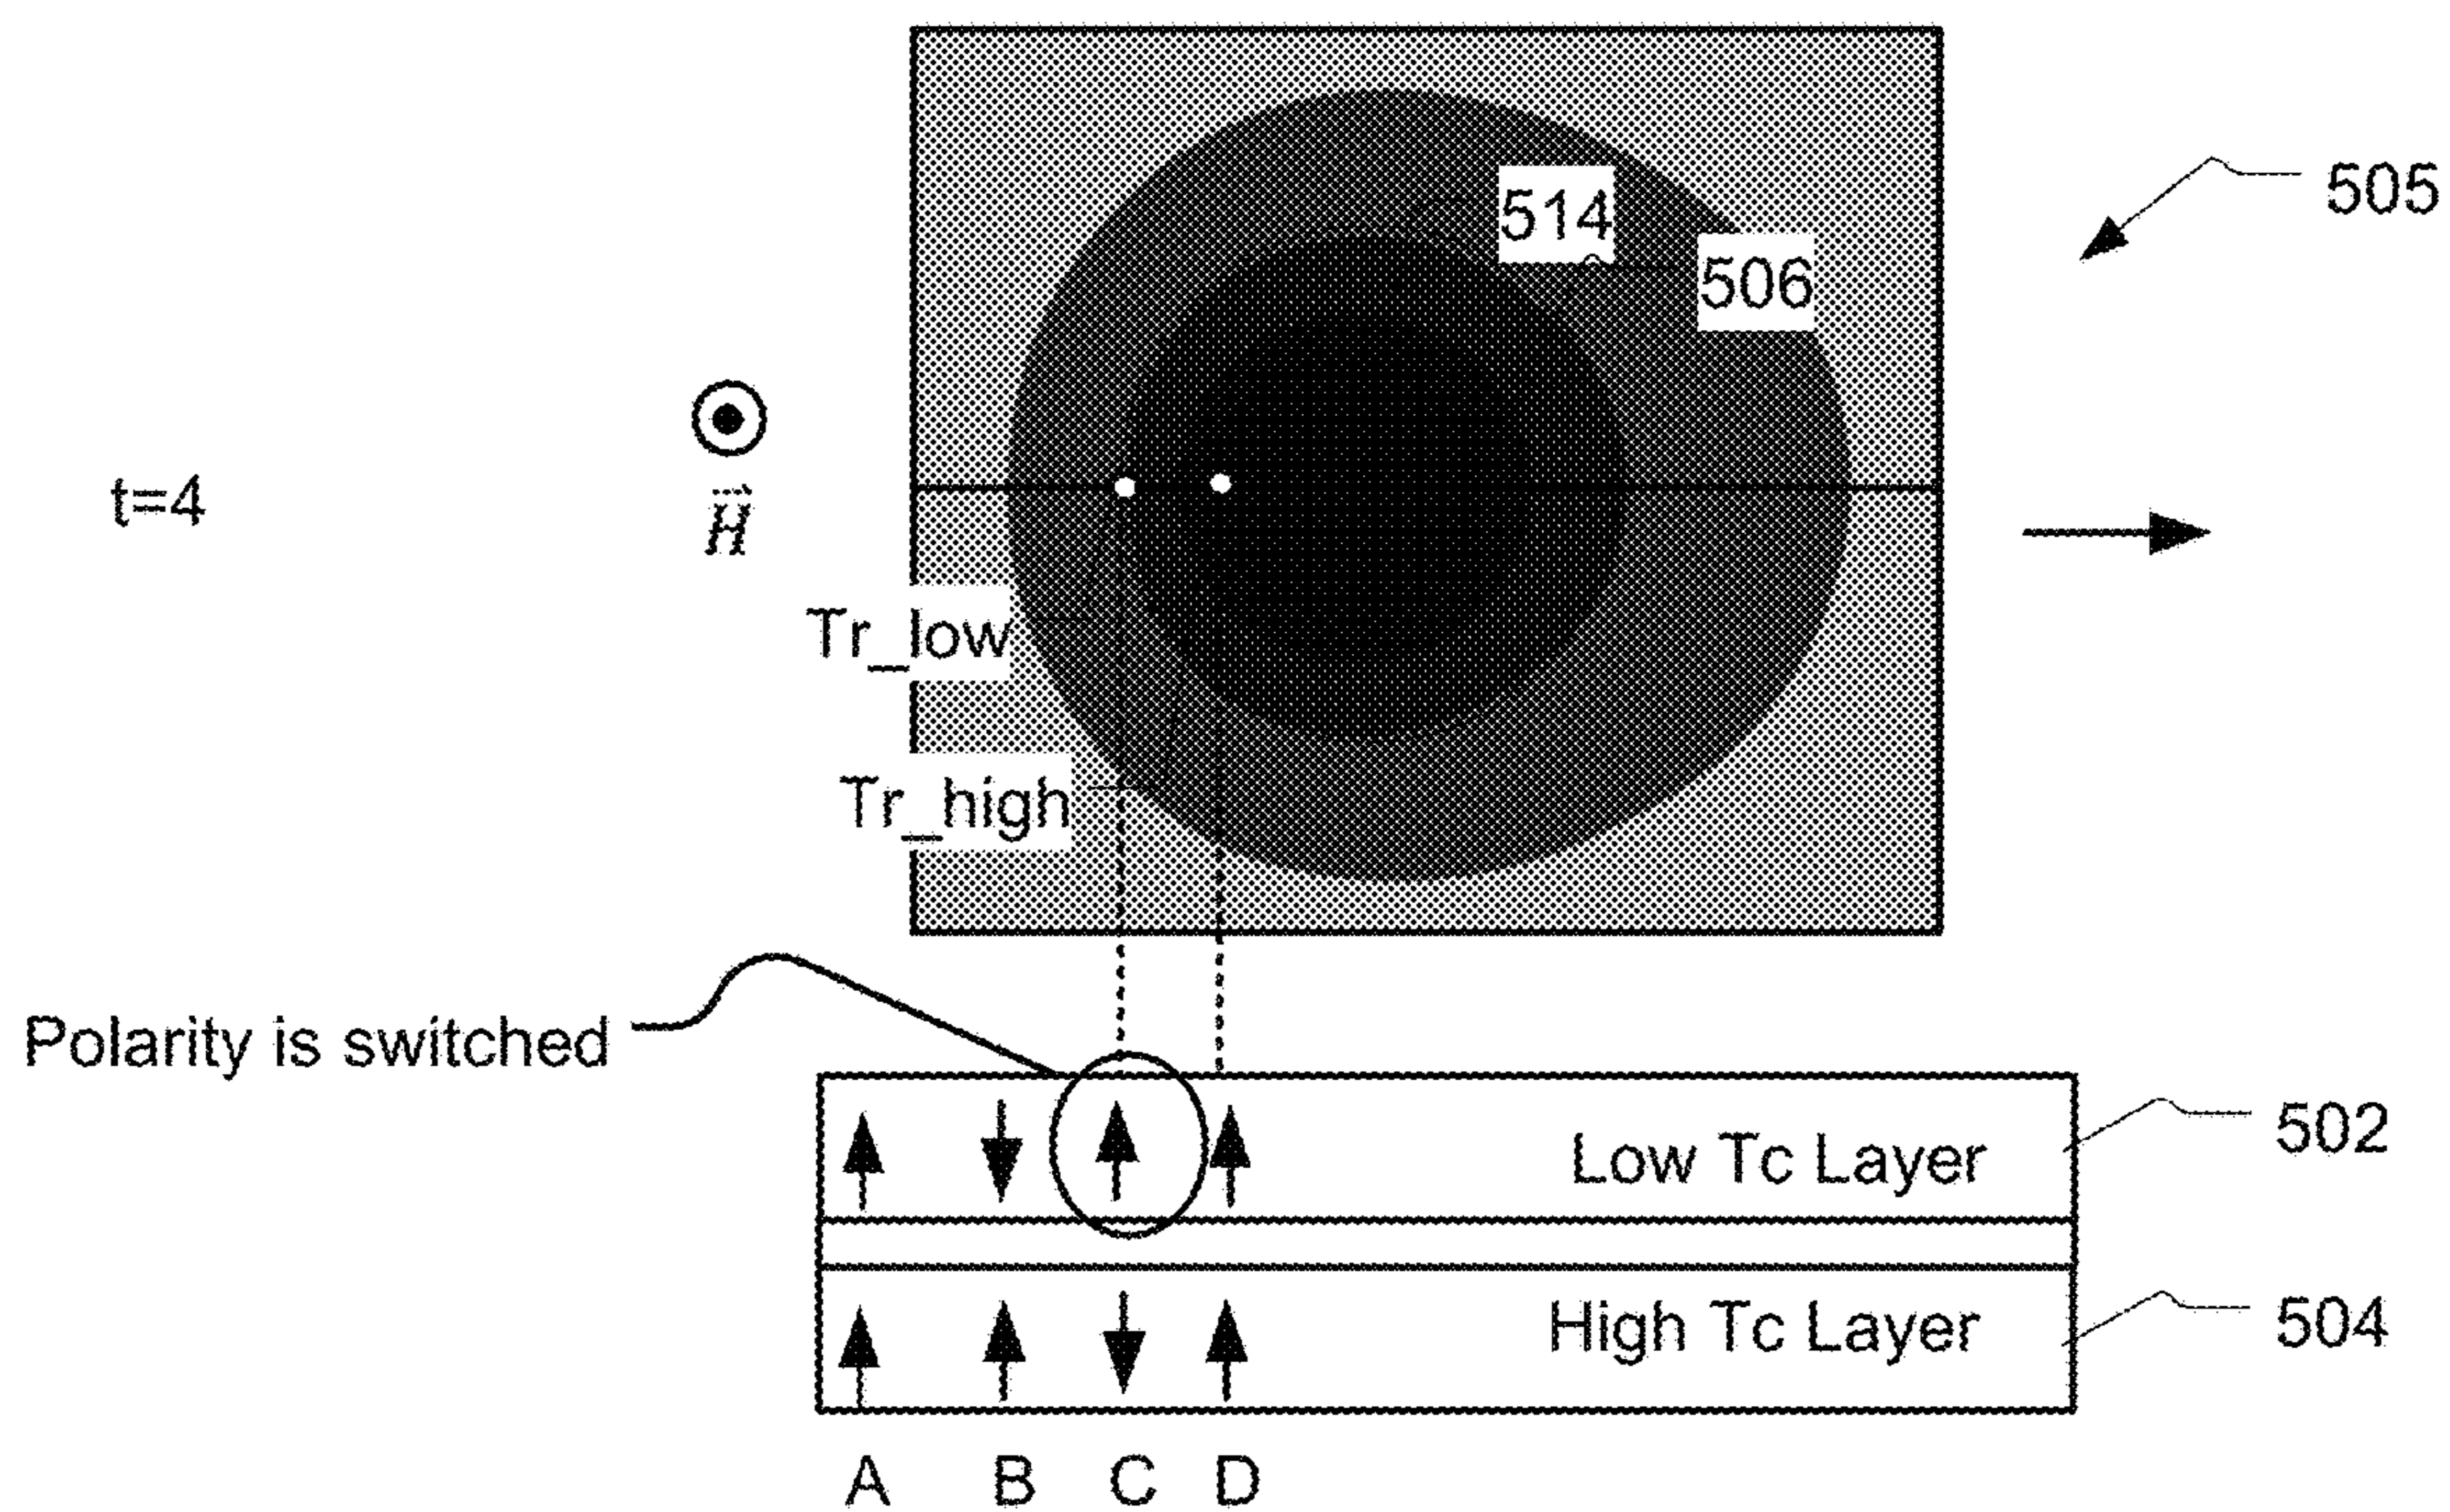 505
514
506
t=4
H
Tr_low
Tr_high
Polarity is switched
Low Tc Layer
502
High Tc Layer
504
A B C D